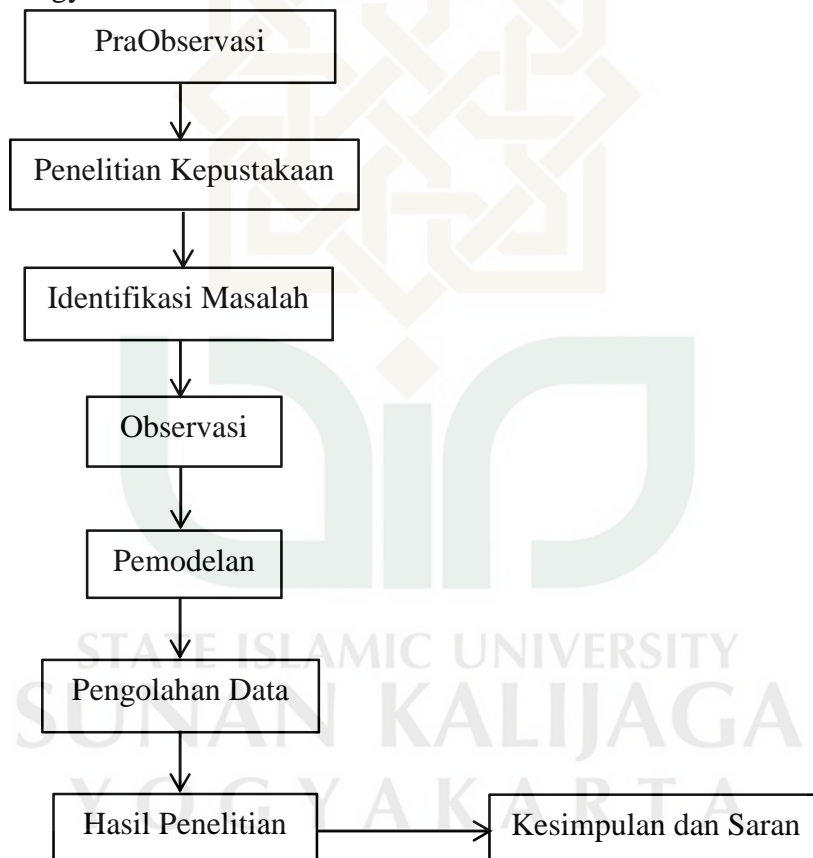 PraObservasi
Penelitian Kepustakaan
Identifikasi Masalah
Observasi
Pemodelan
STATE ISLAMIC UNIVERSITY
Pengolahan Data
SUNAN KALIJAGA
YOGYAKARTA
Hasil Penelitian
Kesimpulan dan Saran